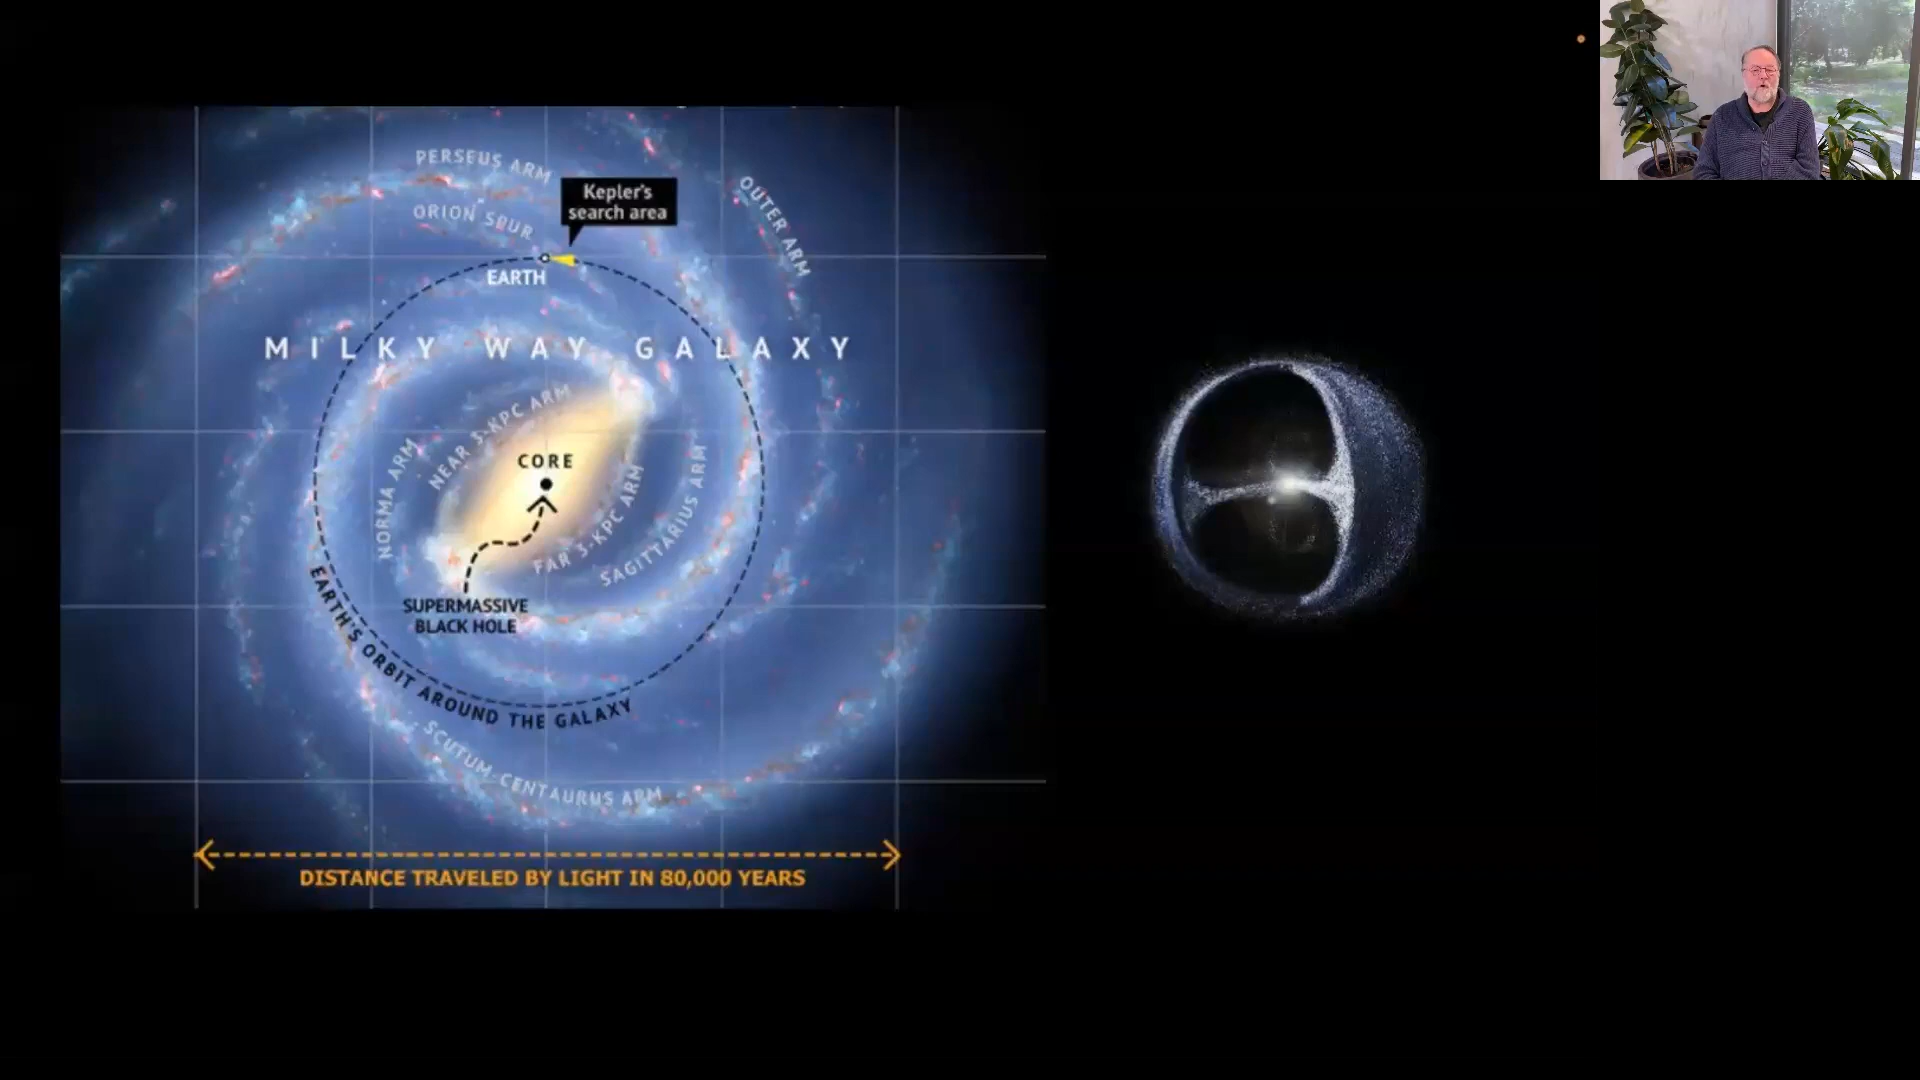 PERSEUS ARM
Kepler's
search area
ORION SPUR
OUTER ARM
EARTH
MILKY WAY GALAXY
NEAR 3-KPC ARM
NORMA ARM
CORE
FAR 3-KPC ARM
SAGITTARIUS ARM
SUPERMASSIVE
BLACK HOLE
EARTH'S ORBIT AROUND THE GALAXY
SCUTUM-CENTAURUS ARM
DISTANCE TRAVELED BY LIGHT IN 80,000 YEARS